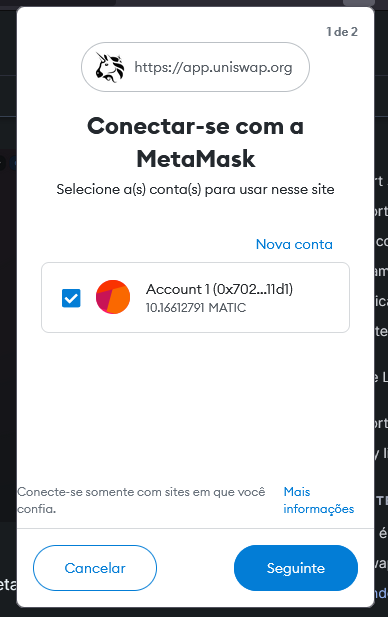 1 de 2
https://app.uniswap.org
Conectar-se com a
MetaMask
Selecione a(s) conta(s) para usar nesse site
Nova conta
Account 1 (0x702...11d1)
10.16612791 MATIC
Conecte-se somente com sites em que você
confia.
Mais
informações
Cancelar
Seguinte